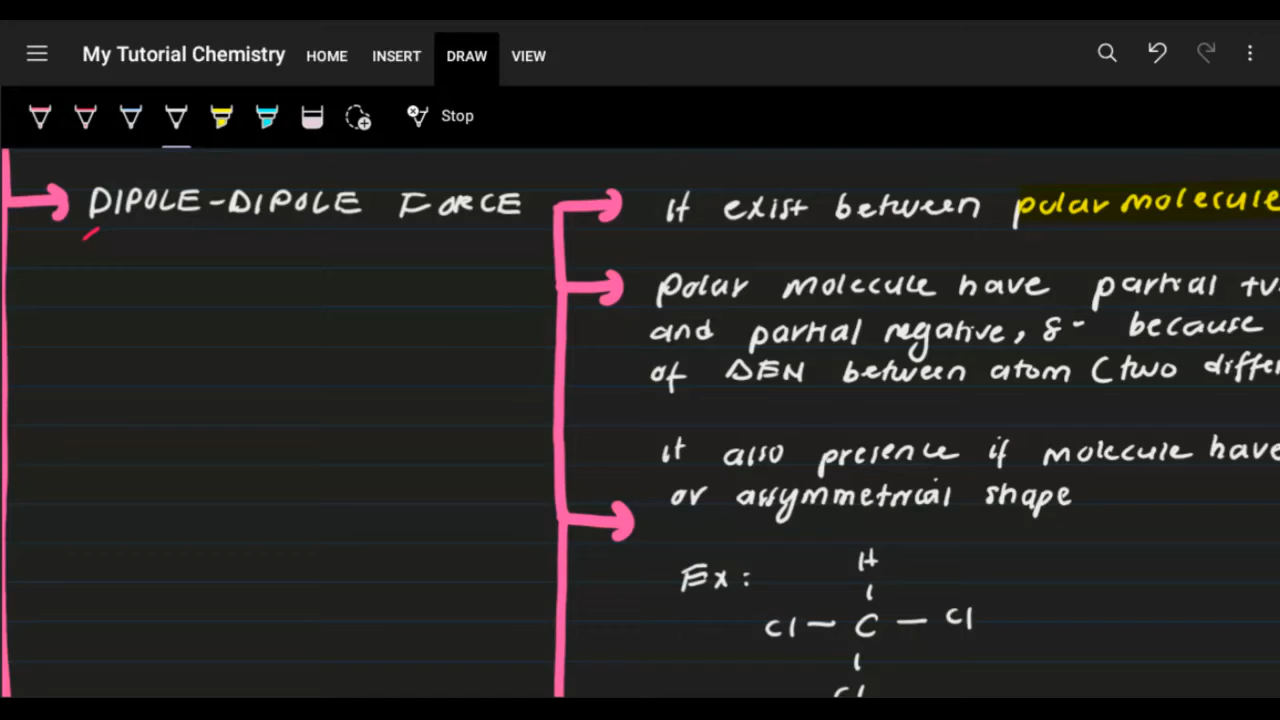 My Tutorial Chemistry HOME INSERT DRAW VIEW
Stop
DIPOLE-DIPOLE FORCE
It exist between polar molecule
Polar molecule have partial +v
and partial negative, δ- because
of ΔEN between atom (two differ
it also presence if molecule have
or assymmetrical shape
Ex:
H
Cl - C - Cl
Cl